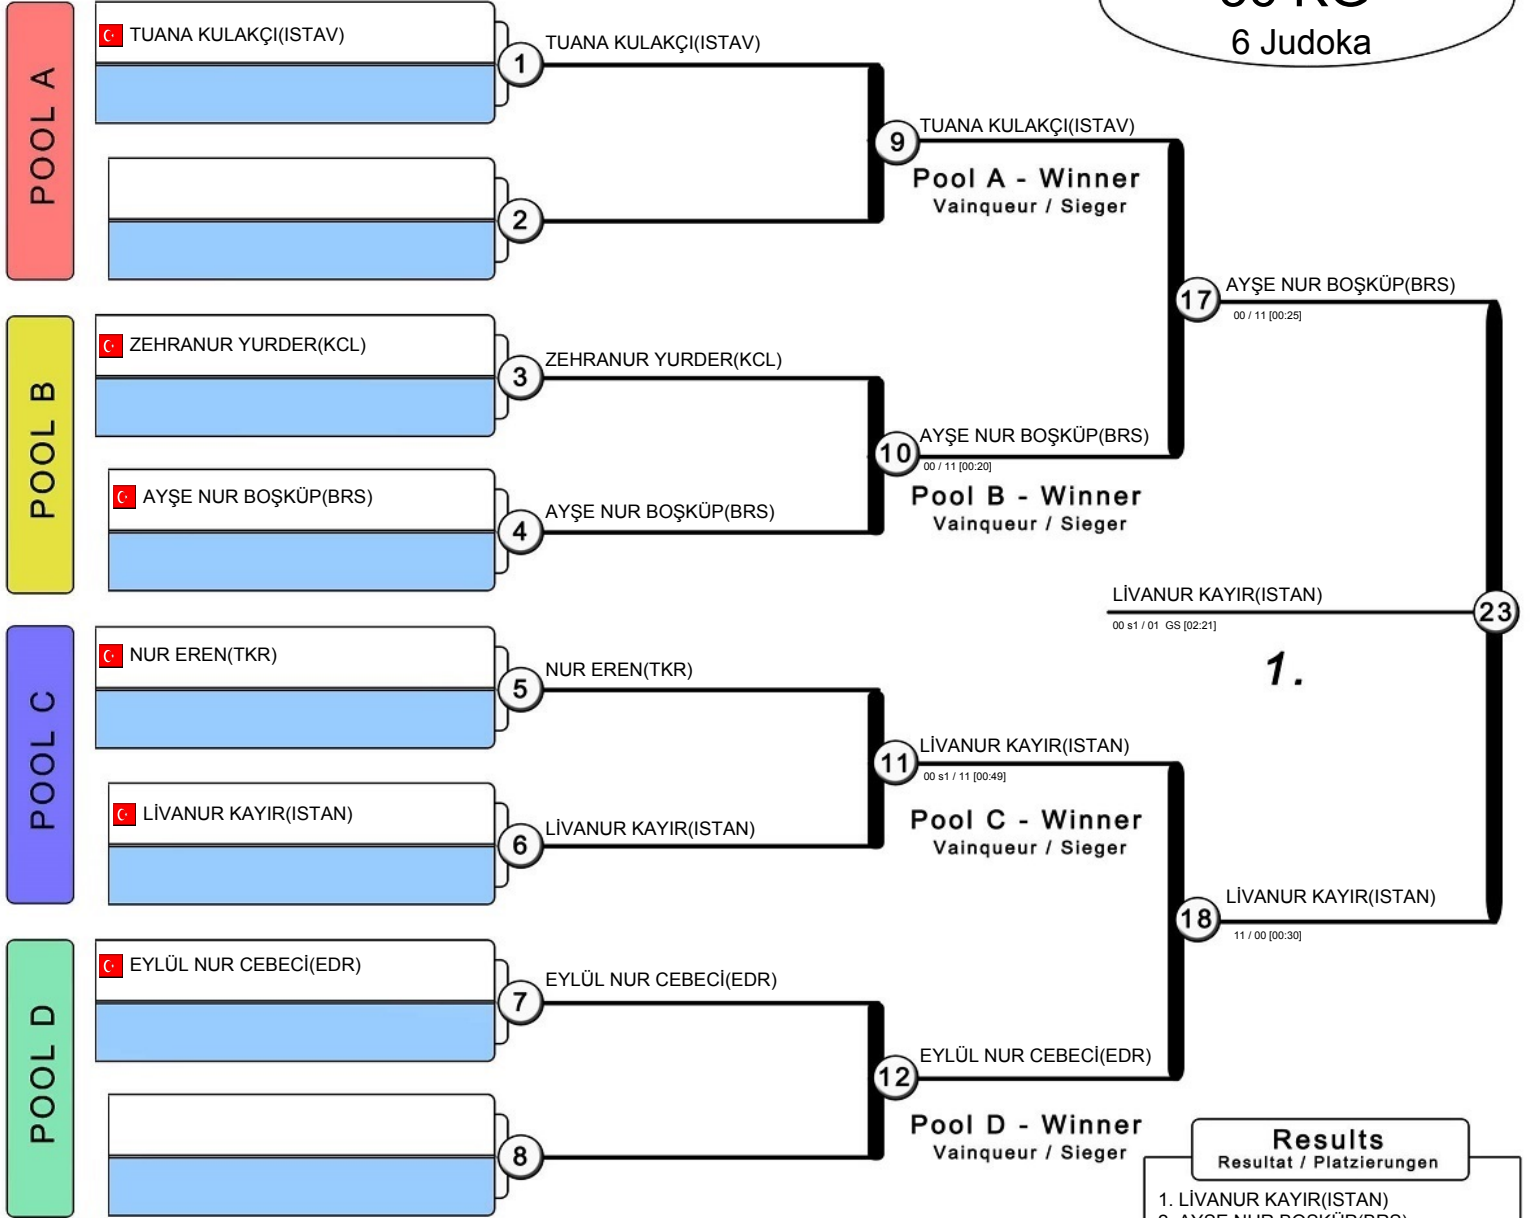 6 Judoka
POOL A
TUANA KULAKÇI(ISTAV)
1
TUANA KULAKÇI(ISTAV)
2
9
TUANA KULAKÇI(ISTAV)
Pool A - Winner
Vainqueur / Sieger
17
AYŞE NUR BOŞKÜP(BRS)
00 / 11 [00:25]
POOL B
ZEHRANUR YURDER(KCL)
3
ZEHRANUR YURDER(KCL)
AYŞE NUR BOŞKÜP(BRS)
4
AYŞE NUR BOŞKÜP(BRS)
10
AYŞE NUR BOŞKÜP(BRS)
00 / 11 [00:20]
Pool B - Winner
Vainqueur / Sieger
LİVANUR KAYIR(ISTAN)
00 s1 / 01 GS [02:21]
23
1.
POOL C
NUR EREN(TKR)
5
NUR EREN(TKR)
LİVANUR KAYIR(ISTAN)
6
LİVANUR KAYIR(ISTAN)
11
LİVANUR KAYIR(ISTAN)
00 s1 / 11 [00:49]
Pool C - Winner
Vainqueur / Sieger
18
LİVANUR KAYIR(ISTAN)
11 / 00 [00:30]
POOL D
EYLÜL NUR CEBECİ(EDR)
7
EYLÜL NUR CEBECİ(EDR)
8
12
EYLÜL NUR CEBECİ(EDR)
Pool D - Winner
Vainqueur / Sieger
Results
Resultat / Platzierungen
1. LİVANUR KAYIR(ISTAN)
2. AYŞE NUR BOŞKÜP(BRS)